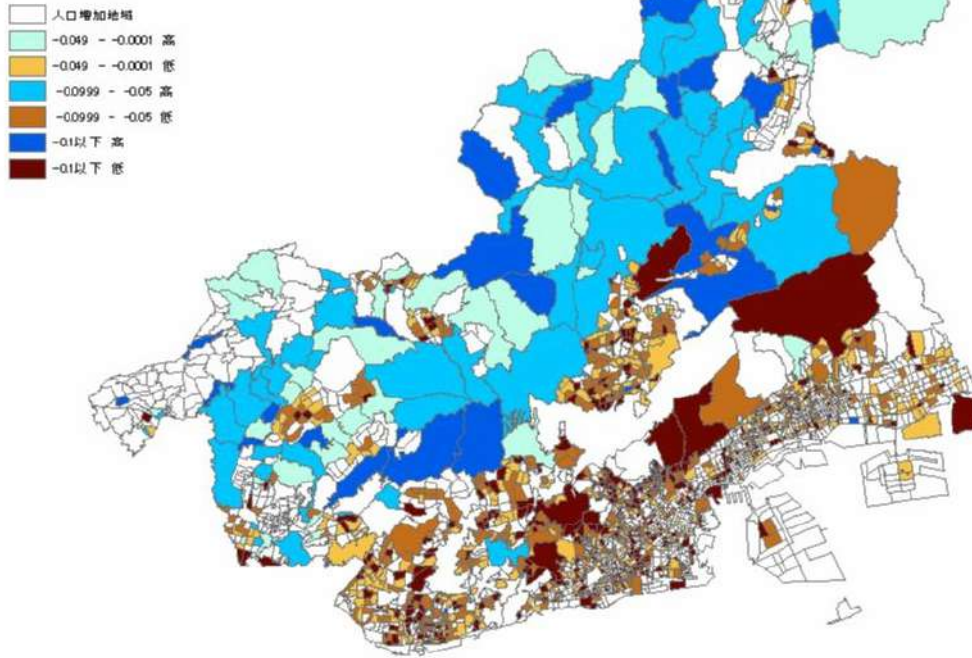 人口増加地域
-0.049 - -0.0001 高
-0.049 - -0.0001 低
-0.0999 - -0.05 高
-0.0999 - -0.05 低
-0.1以下 高
-0.1以下 低